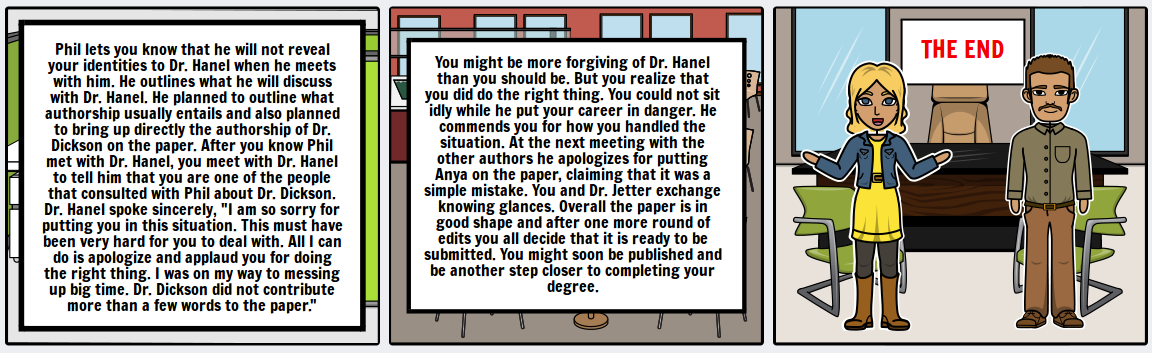 Phil lets you know that he will not reveal
your identities to Dr. Hanel when he meets
with him. He outlines what he will discuss
with Dr. Hanel. He planned to outline what
authorship usually entails and also planned
to bring up directly the authorship of Dr.
Dickson on the paper. After you know Phil
met with Dr. Hanel, you meet with Dr. Hanel
to tell him that you are one of the people
that consulted with Phil about Dr. Dickson.
Dr. Hanel spoke sincerely, "I am so sorry for
putting you in this situation. This must have
been very hard for you to deal with. All I can
do is apologize and applaud you for doing
the right thing. I was on my way to messing
up big time. Dr. Dickson did not contribute
more than a few words to the paper."
You might be more forgiving of Dr. Hanel
than you should be. But you realize that
you did do the right thing. You could not sit
idly while he put your career in danger. He
commends you for how you handled the
situation. At the next meeting with the
other authors he apologizes for putting
Anya on the paper, claiming that it was a
simple mistake. You and Dr. Jetter exchange
knowing glances. Overall the paper is in
good shape and after one more round of
edits you all decide that it is ready to be
submitted. You might soon be published and
be another step closer to completing your
degree.
THE END